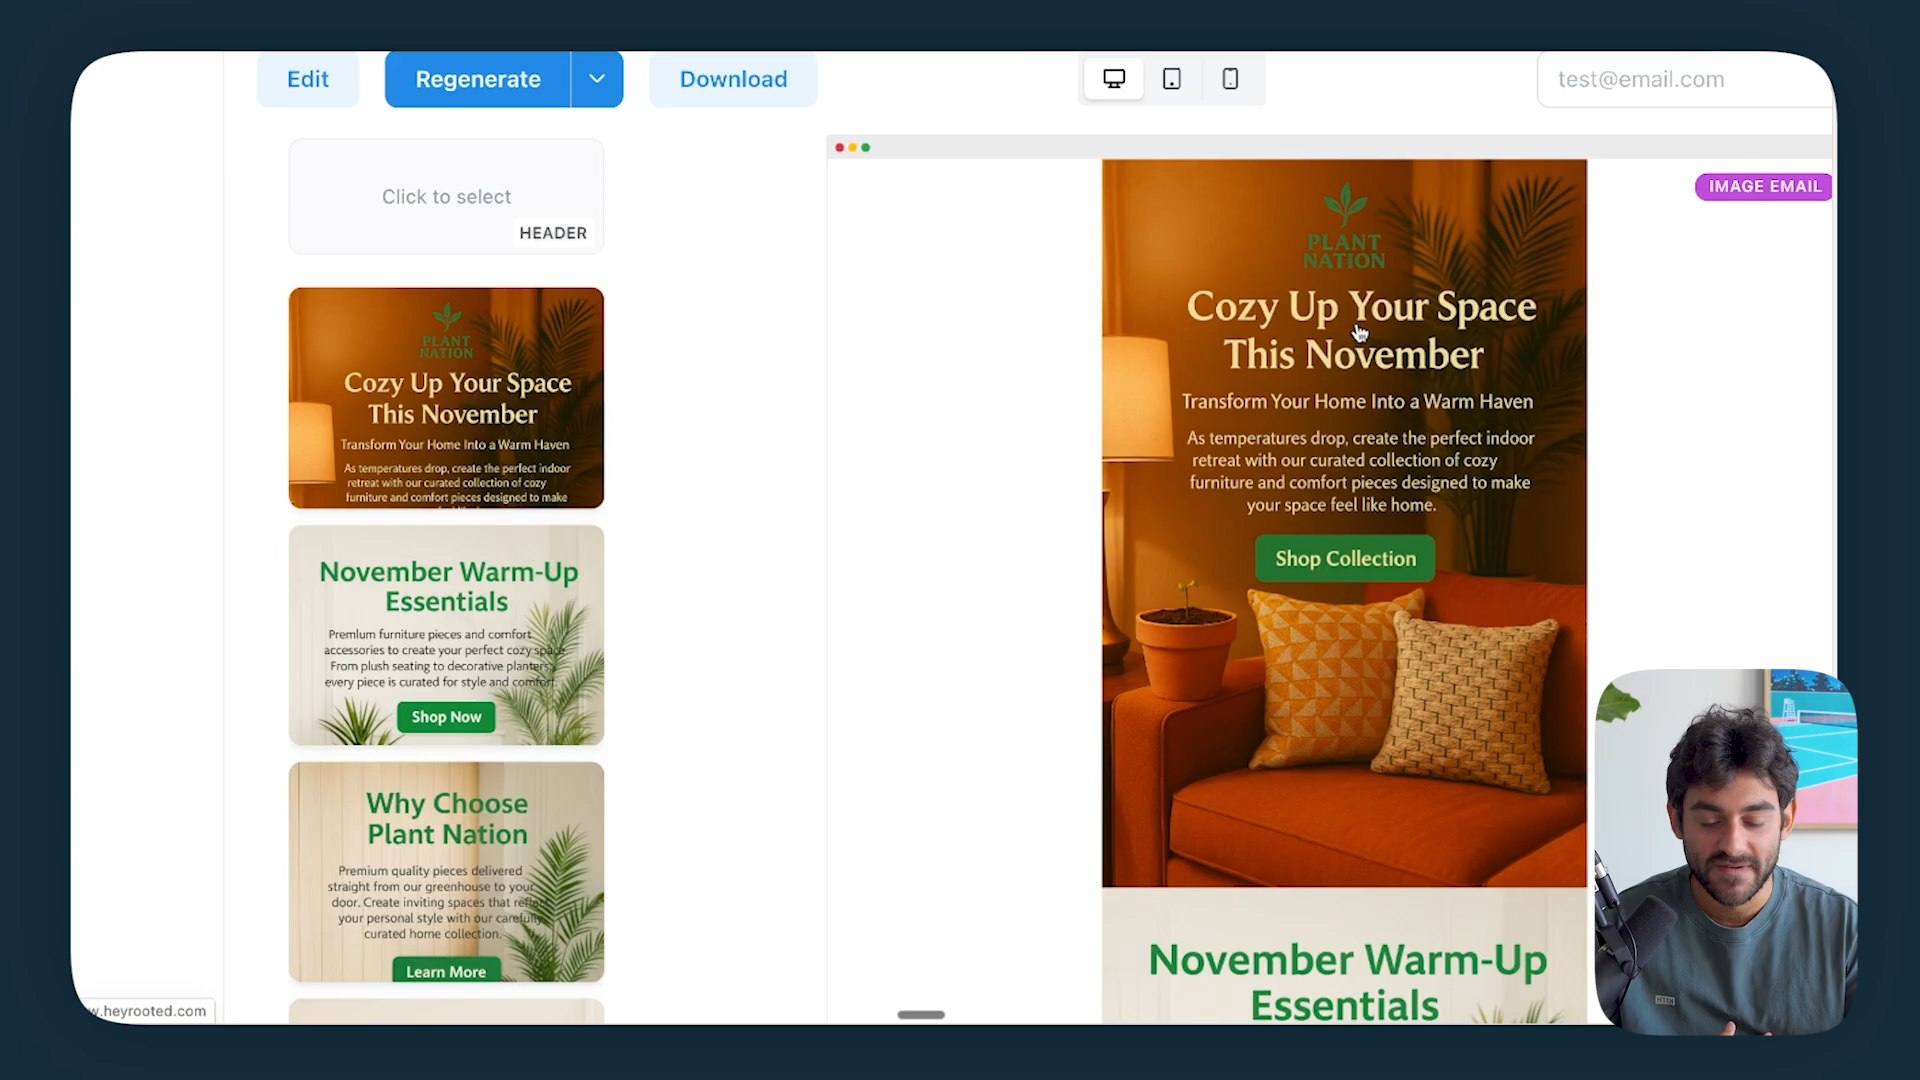 Edit
Regenerate
Download
test@email.com
Click to select
HEADER
PLANT
NATION
Cozy Up Your Space
This November
Transform Your Home Into a Warm Haven
As temperatures drop, create the perfect indoor
retreat with our curated collection of cozy
furniture and comfort pieces designed to make
November Warm-Up
Essentials
Premium furniture pieces and comfort
accessories to create your perfect cozy space.
From plush seating to decorative planters,
every piece is curated for style and comfort.
Shop Now
Why Choose
Plant Nation
Premium quality pieces delivered
straight from our greenhouse to your
door. Create inviting spaces that reflect
your personal style with our carefully
curated home collection.
Learn More
w.heyrooted.com
IMAGE EMAIL
PLANT
NATION
Cozy Up Your Space
This November
Transform Your Home Into a Warm Haven
As temperatures drop, create the perfect indoor
retreat with our curated collection of cozy
furniture and comfort pieces designed to make
your space feel like home.
Shop Collection
November Warm-Up
Essentials